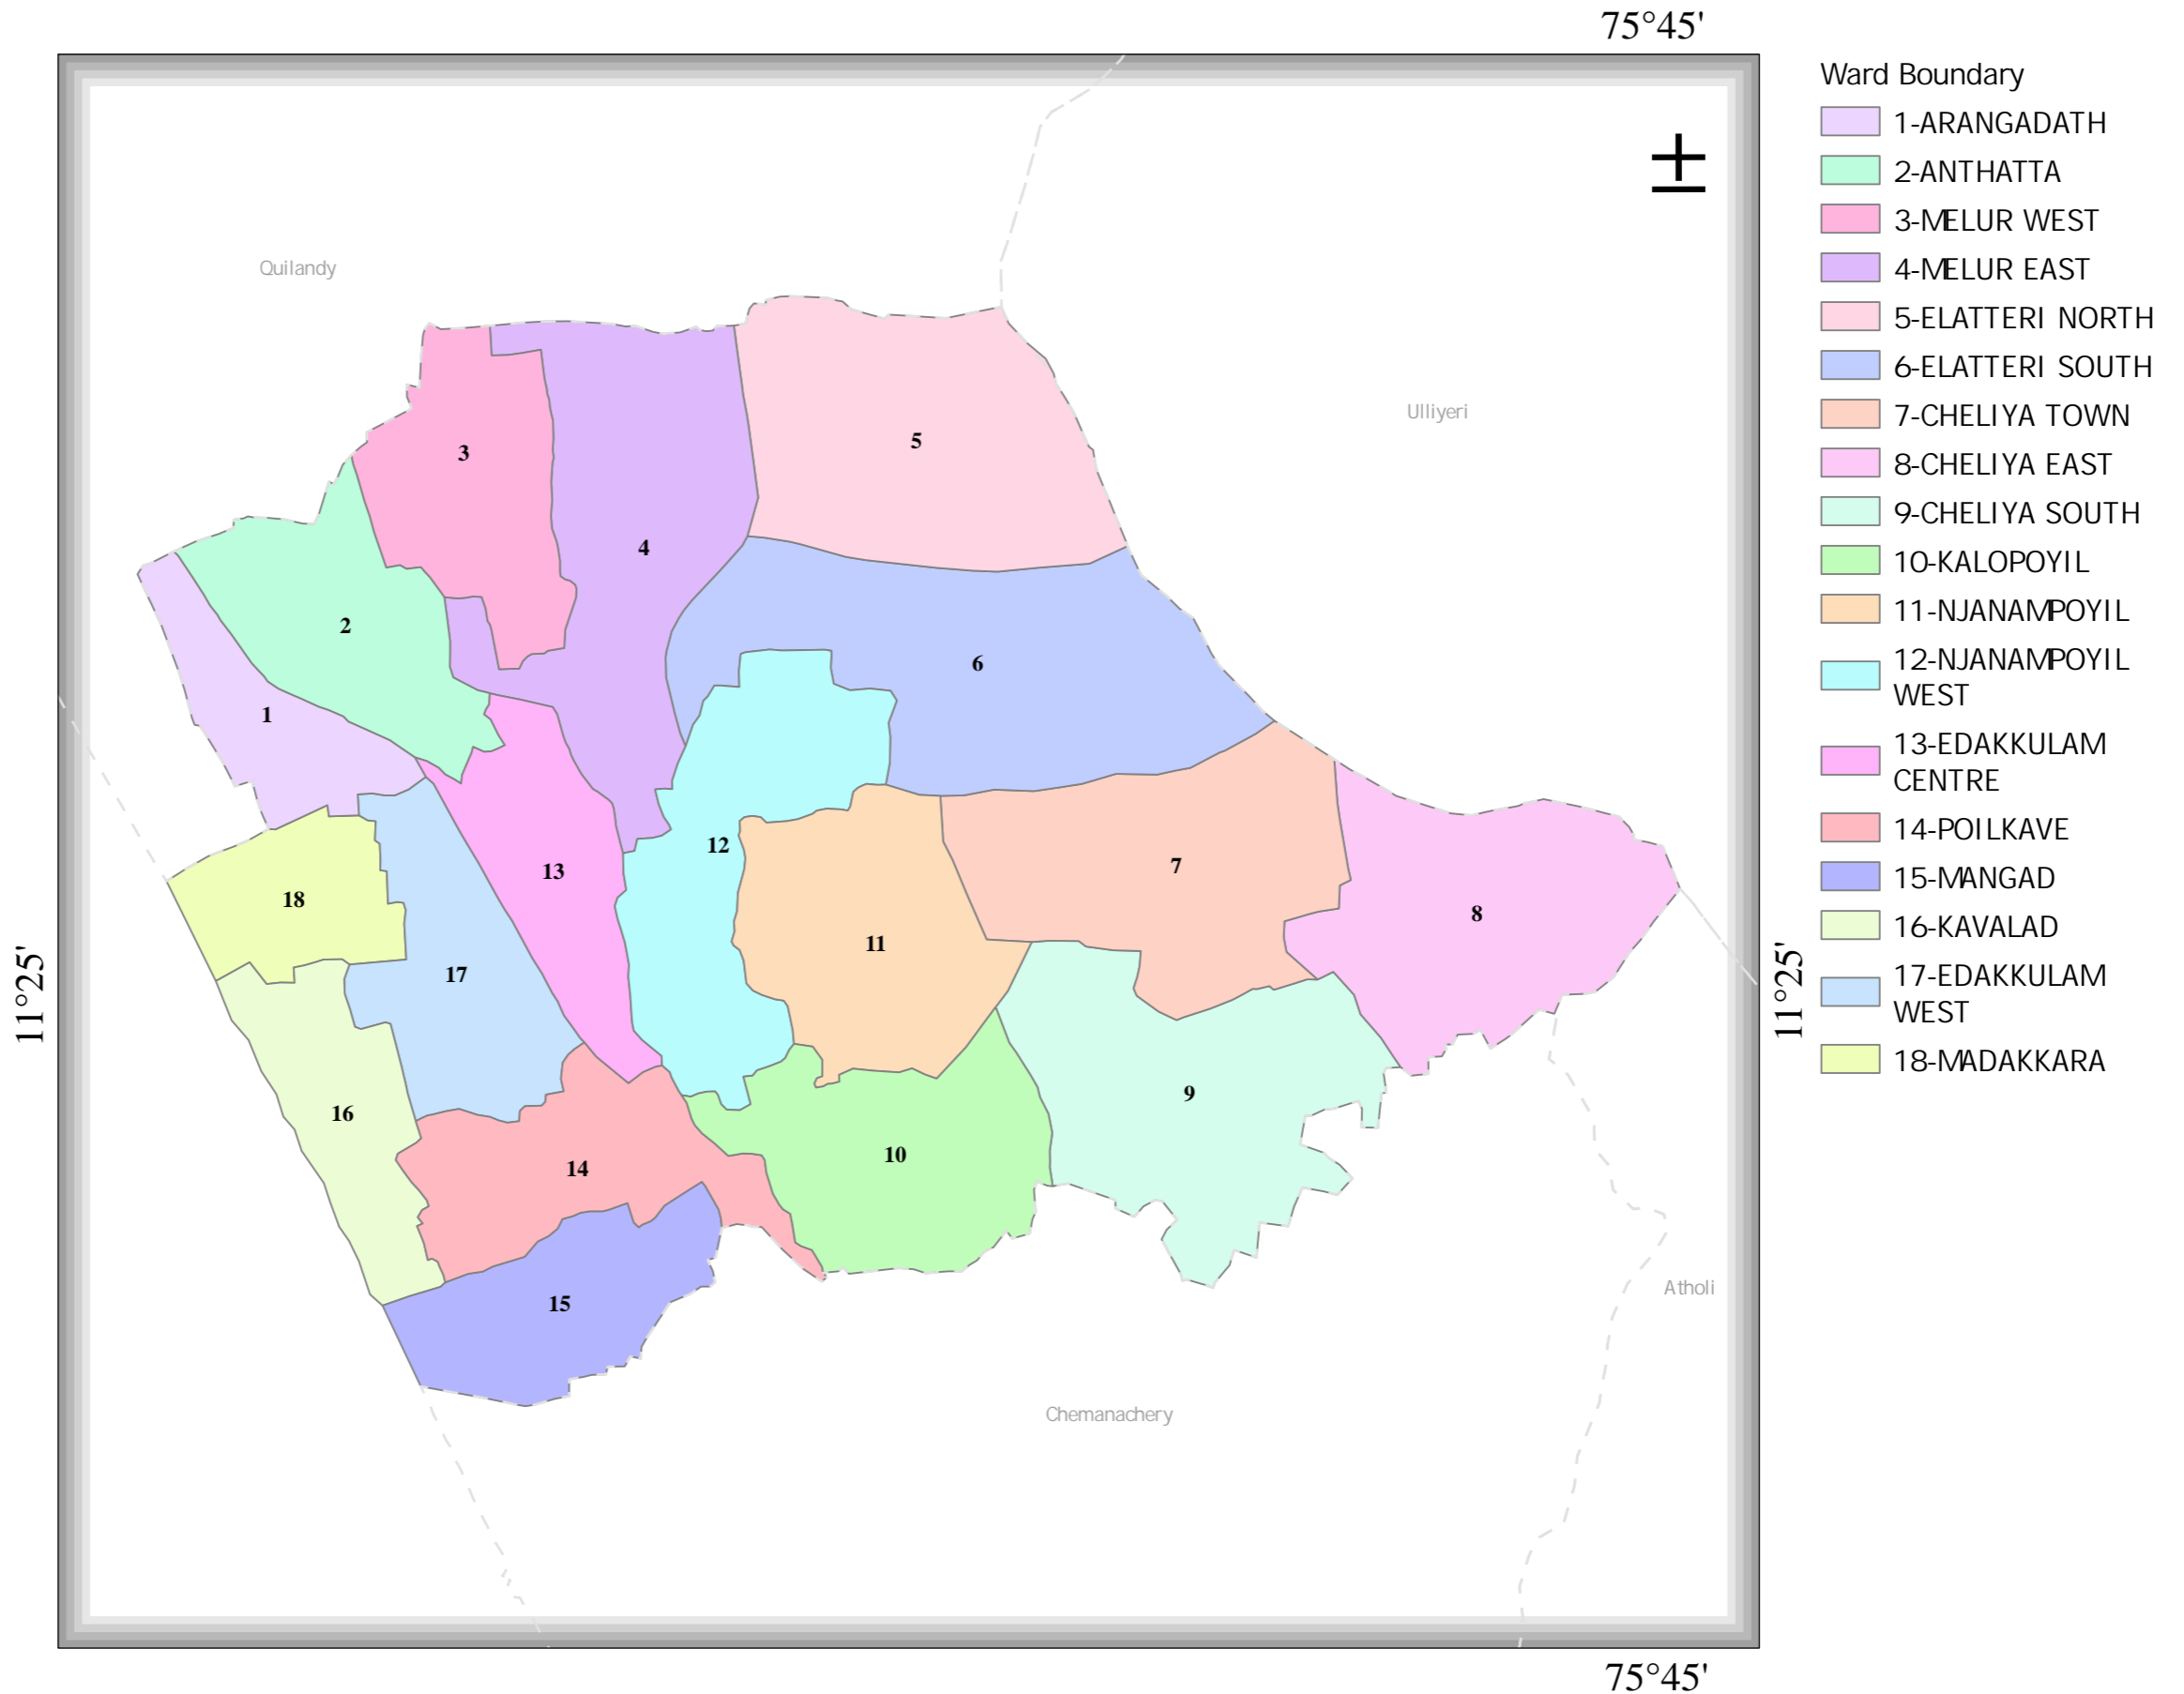 75°45'
Ward Boundary
1-ARANGADATH
2-ANTHATTA
3-MELUR WEST
4-MELUR EAST
5-ELATTERI NORTH
6-ELATTERI SOUTH
7-CHELIYA TOWN
8-CHELIYA EAST
9-CHELIYA SOUTH
10-KALOPOYIL
11-NJANAMPOYIL
12-NJANAMPOYIL
WEST
13-EDAKKULAM
CENTRE
14-POILKAVE
15-MANGAD
16-KAVALAD
17-EDAKKULAM
WEST
18-MADAKKARA
±
Quilandy
Ulliyeri
5
3
4
2
6
1
12
7
13
18
8
11
17
11°25'
11°25'
9
16
10
14
Atholi
15
Chemanachery
75°45'